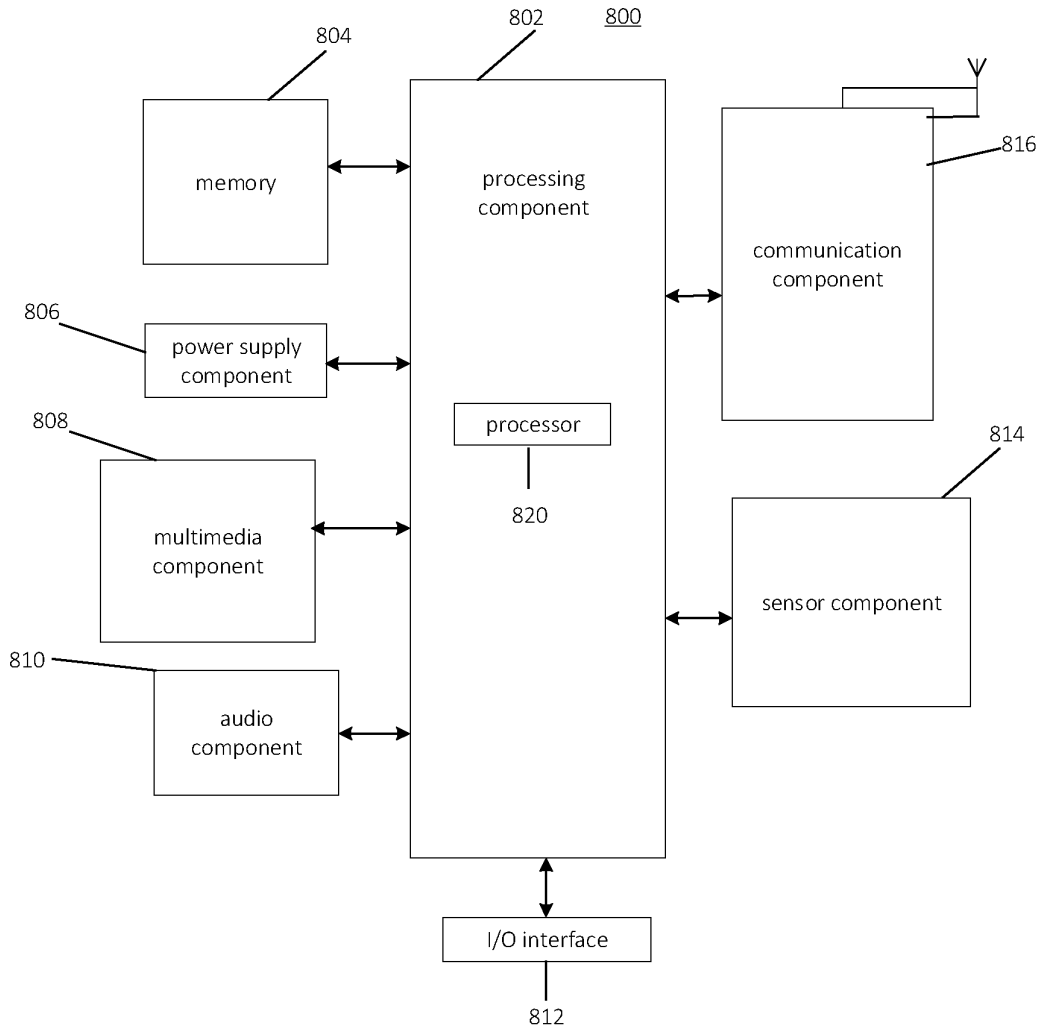 802
800
804
816
memory
processing
component
communication
component
806
power supply
component
808
processor
814
820
multimedia
component
sensor component
810
audio
component
I/O interface
812